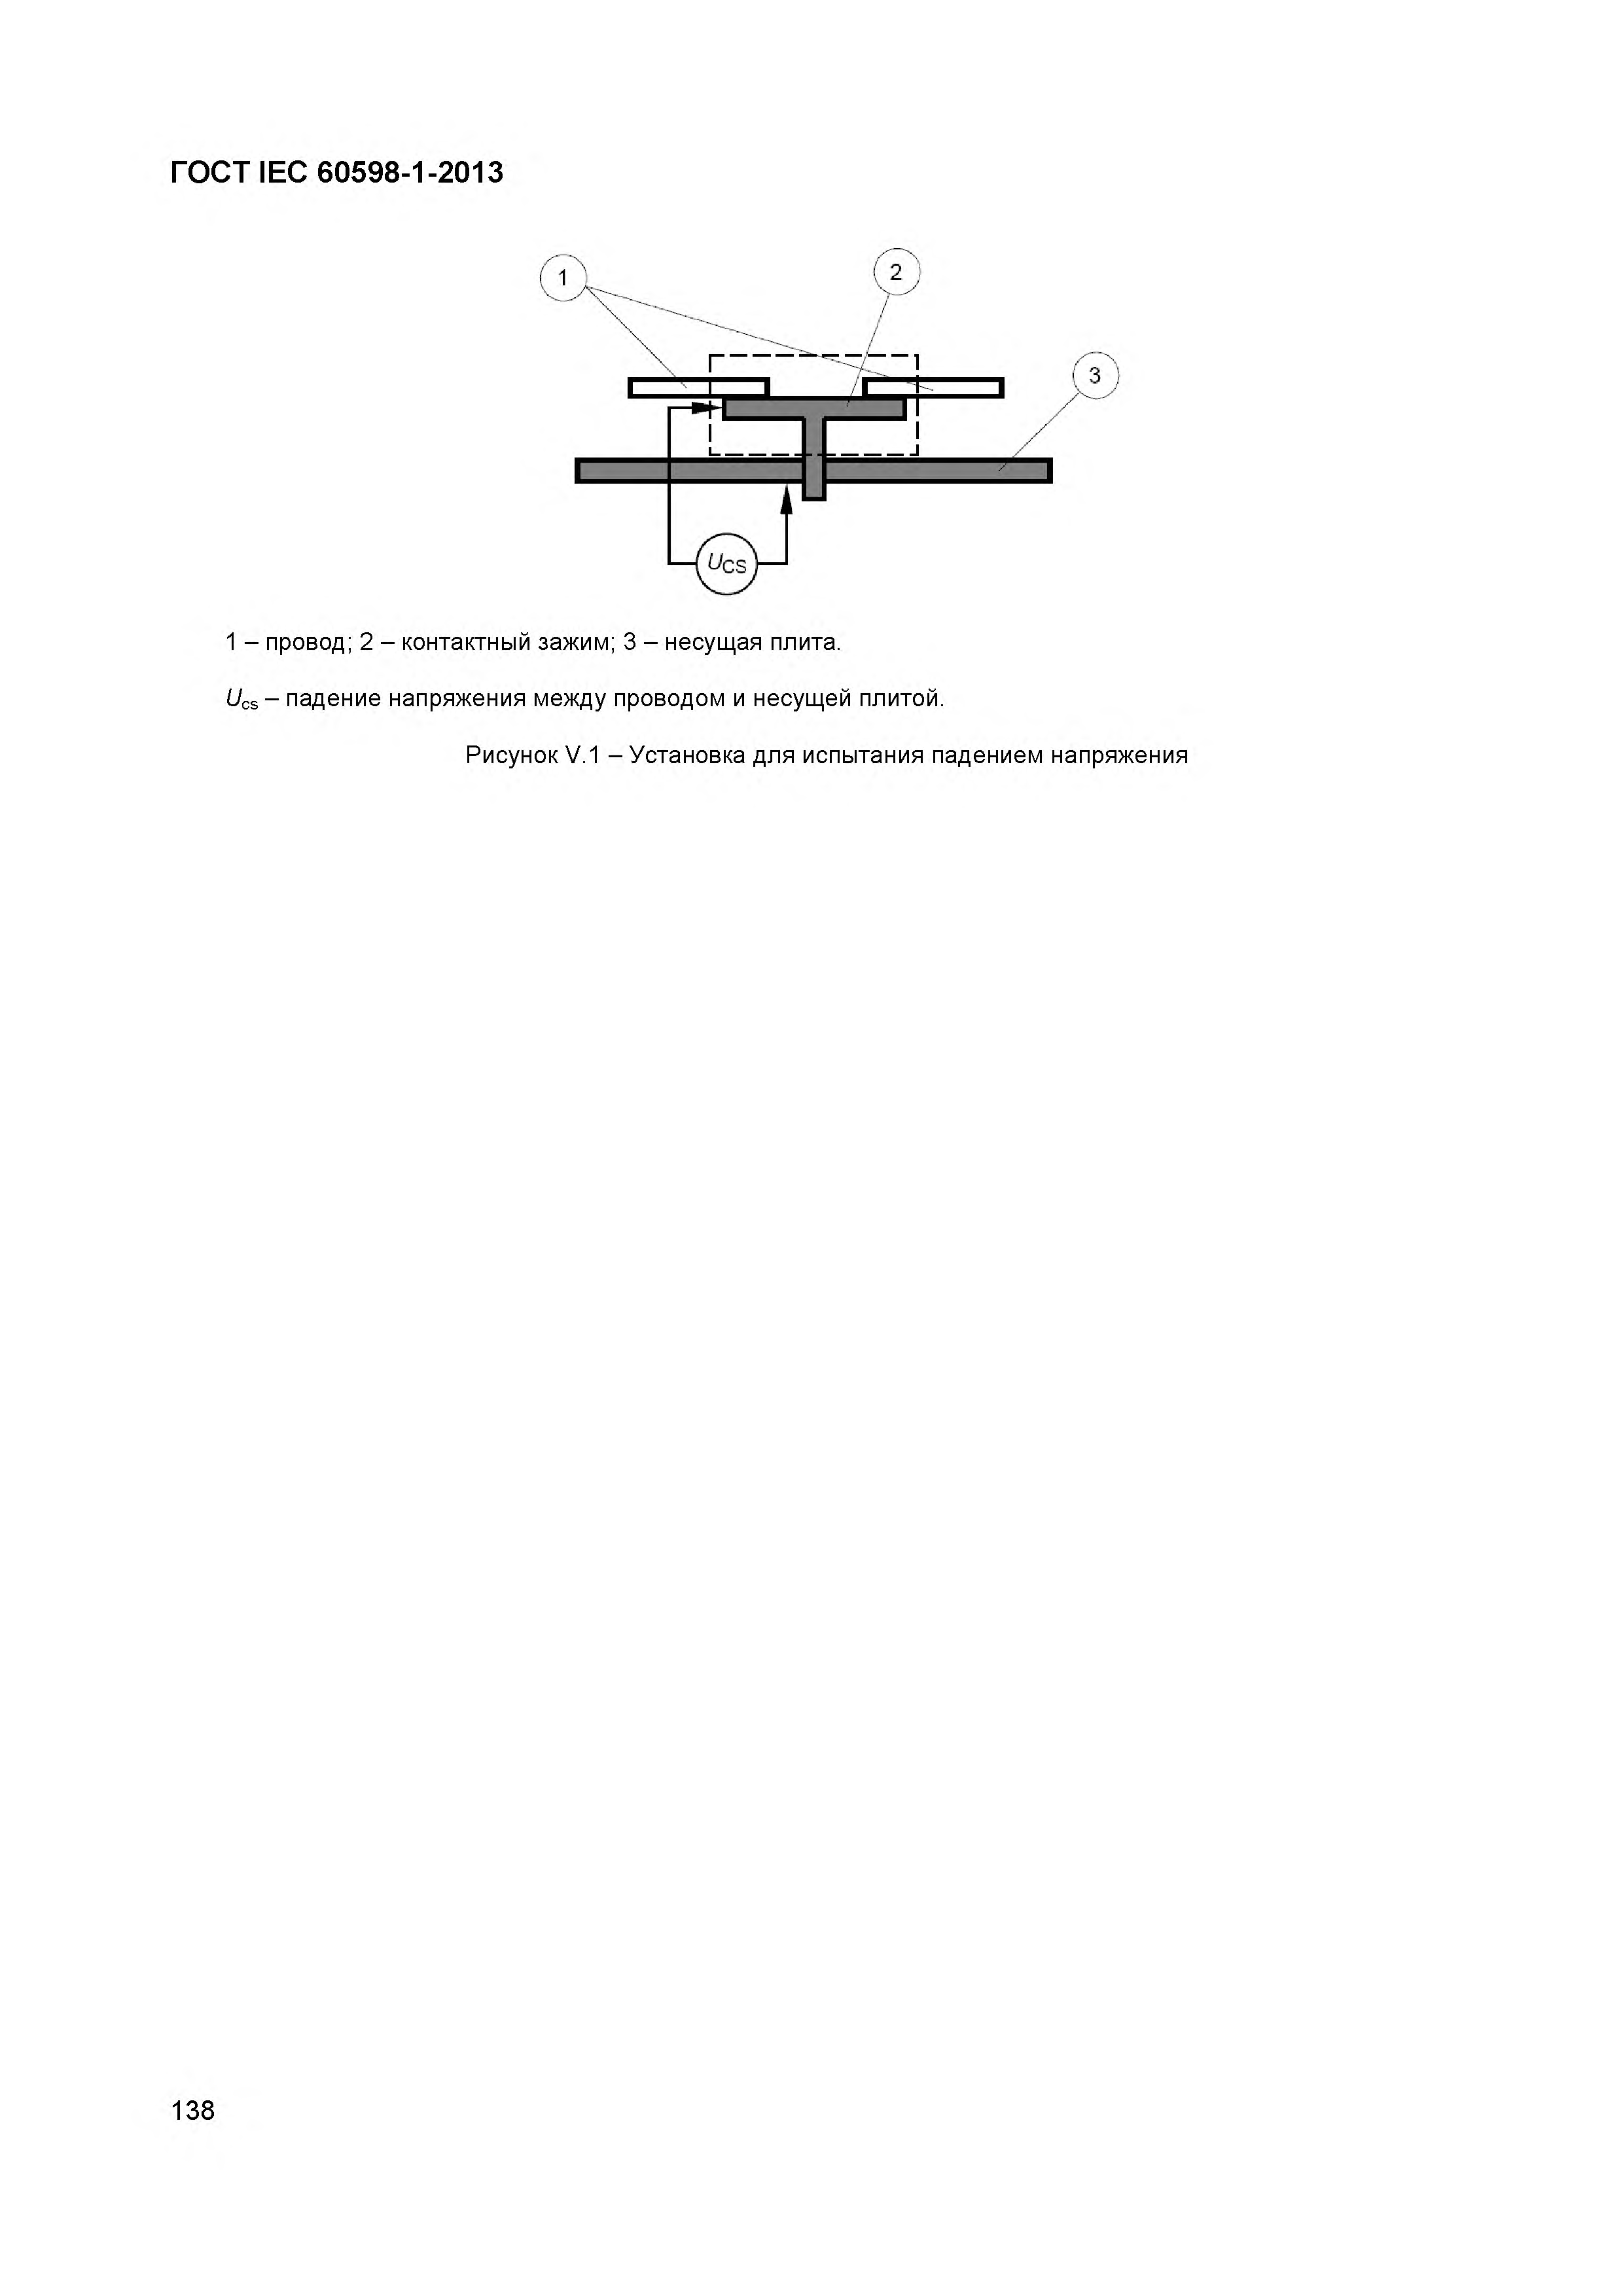 ГОСТ IEC 60598-1-2013
1
2
3
UCS
1 – провод; 2 – контактный зажим; 3 – несущая плита.
Ucs – падение напряжения между проводом и несущей плитой.
Рисунок V.1 – Установка для испытания падением напряжения
138